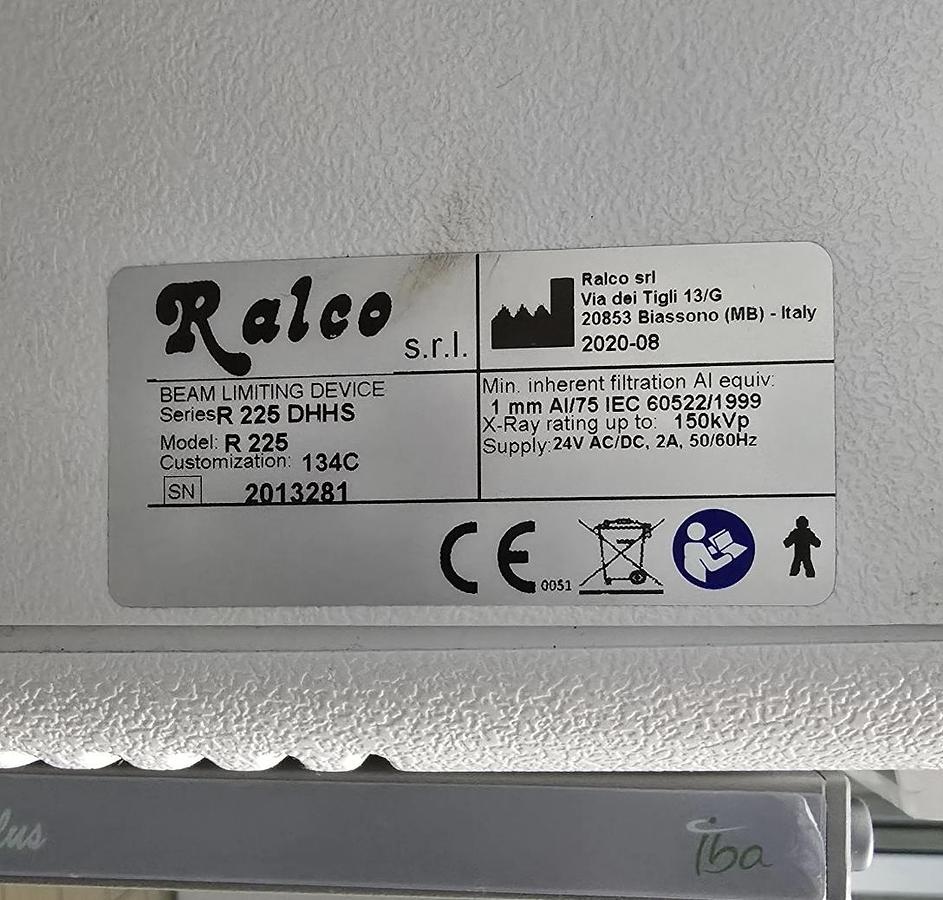 Ralco
s.r.l.
BEAM LIMITING DEVICE
Series R 225 DHHS
Model: R 225
Customization: 134C
SN 2013281
Ralco srl
Via dei Tigli 13/G
20853 Biassono (MB) - Italy
2020-08
Min. inherent filtration Al equiv:
1 mm Al/75 IEC 60522/1999
X-Ray rating up to: 150kVp
Supply: 24V AC/DC, 2A, 50/60Hz
CE 0051
iba